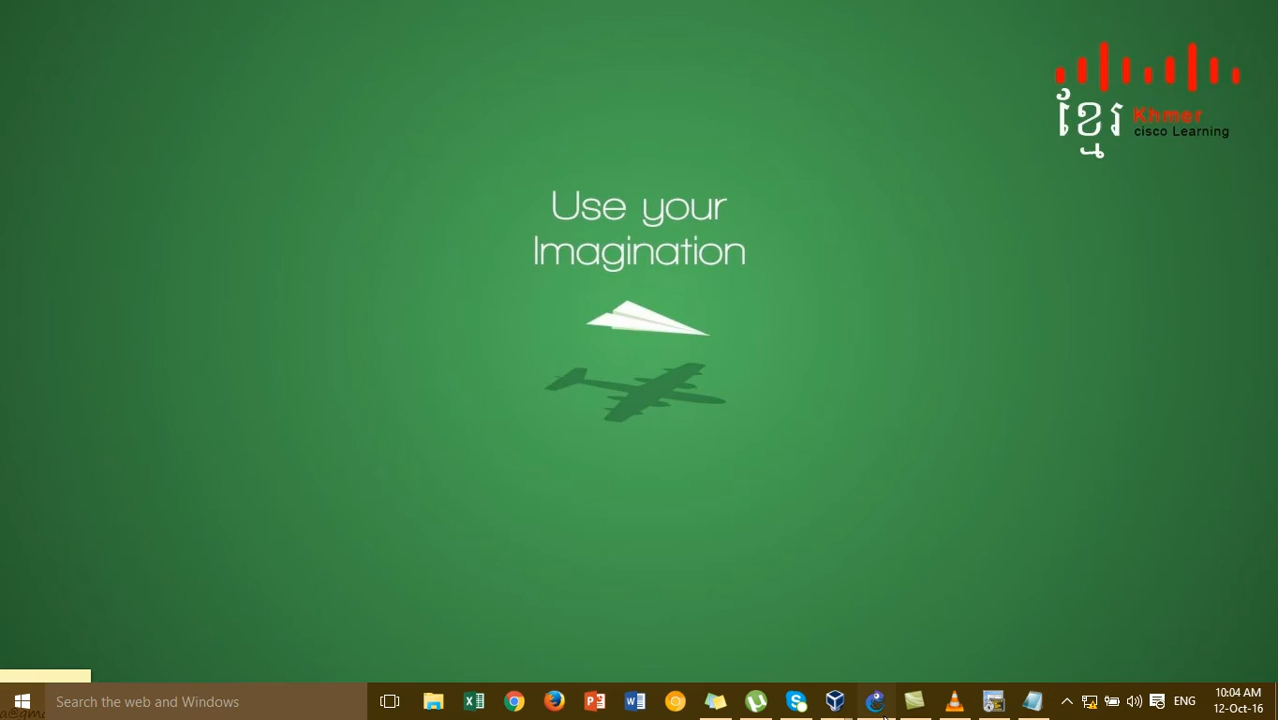 ខ្មែរ
Khmer
cisco Learning
Use your
Imagination
Search the web and Windows
ENG
10:04 AM
12-Oct-16